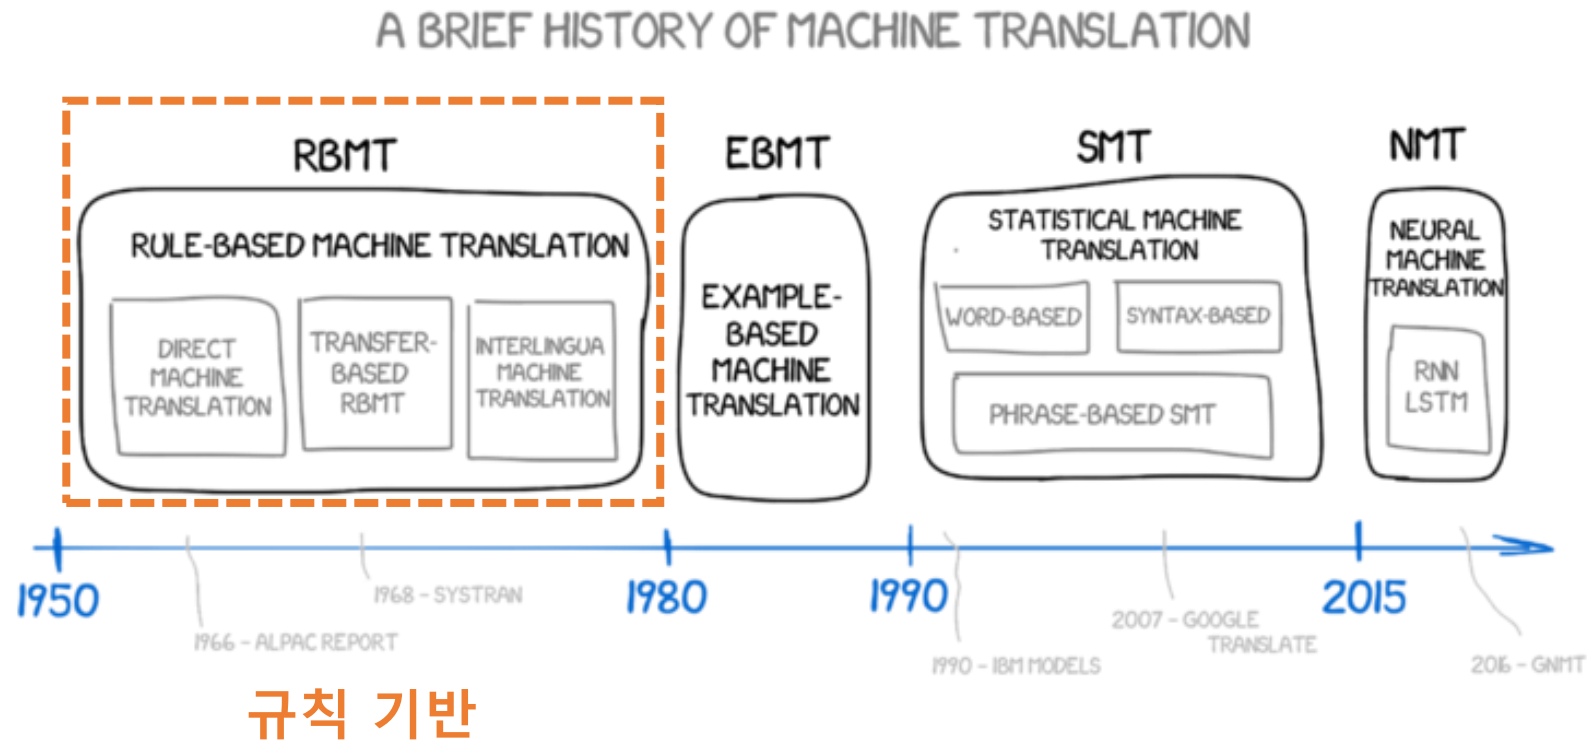 A BRIEF HISTORY OF MACHINE TRANSLATION
RBMT
RULE-BASED MACHINE TRANSLATION
DIRECT
MACHINE
TRANSLATION
TRANSFER-
BASED
RBMT
INTERLINGUA
MACHINE
TRANSLATION
EBMT
EXAMPLE-
BASED
MACHINE
TRANSLATION
SMT
STATISTICAL MACHINE
TRANSLATION
WORD-BASED
SYNTAX-BASED
PHRASE-BASED SMT
NMT
NEURAL
MACHINE
TRANSLATION
RNN
LSTM
1950
1966 - ALPAC REPORT
1968 - SYSTRAN
1980
1990
1990 - IBM MODELS
2007 - GOOGLE
TRANSLATE
2015
2016 - GNMT
규칙 기반